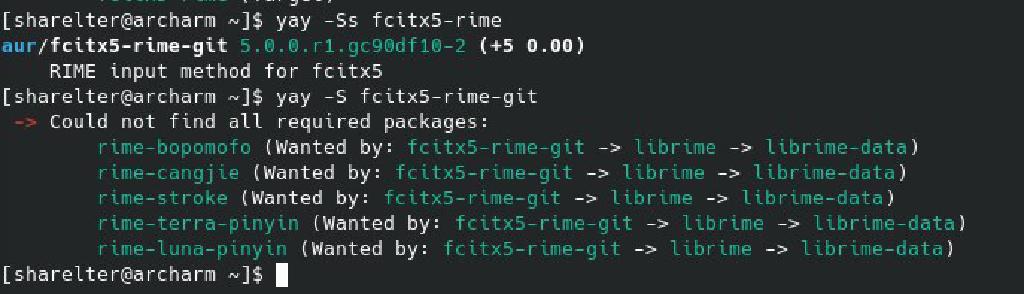 [sharelter@archarm ~]$ yay -Ss fcitx5-rime
aur/fcitx5-rime-git 5.0.0.r1.gc90df10-2 (+5 0.00)
    RIME input method for fcitx5
[sharelter@archarm ~]$ yay -S fcitx5-rime-git
 -> Could not find all required packages:
        rime-bopomofo (Wanted by: fcitx5-rime-git -> librime -> librime-data)
        rime-cangjie (Wanted by: fcitx5-rime-git -> librime -> librime-data)
        rime-stroke (Wanted by: fcitx5-rime-git -> librime -> librime-data)
        rime-terra-pinyin (Wanted by: fcitx5-rime-git -> librime -> librime-data)
        rime-luna-pinyin (Wanted by: fcitx5-rime-git -> librime -> librime-data)
[sharelter@archarm ~]$